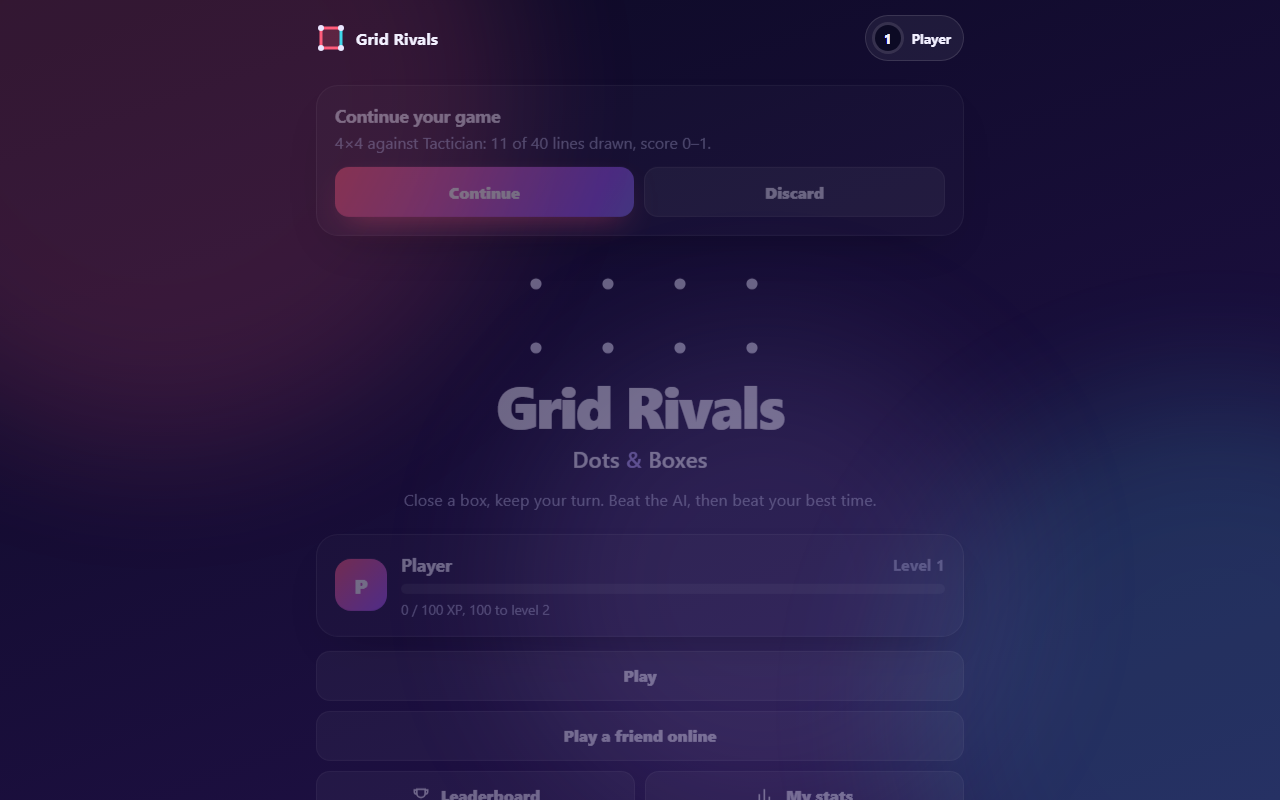 Grid Rivals
1 Player
Continue your game
4×4 against Tactician: 11 of 40 lines drawn, score 0–1.
Continue
Discard
Grid Rivals
Dots & Boxes
Close a box, keep your turn. Beat the AI, then beat your best time.
P
Player
Level 1
0 / 100 XP, 100 to level 2
Play
Play a friend online
Leaderboard
My stats